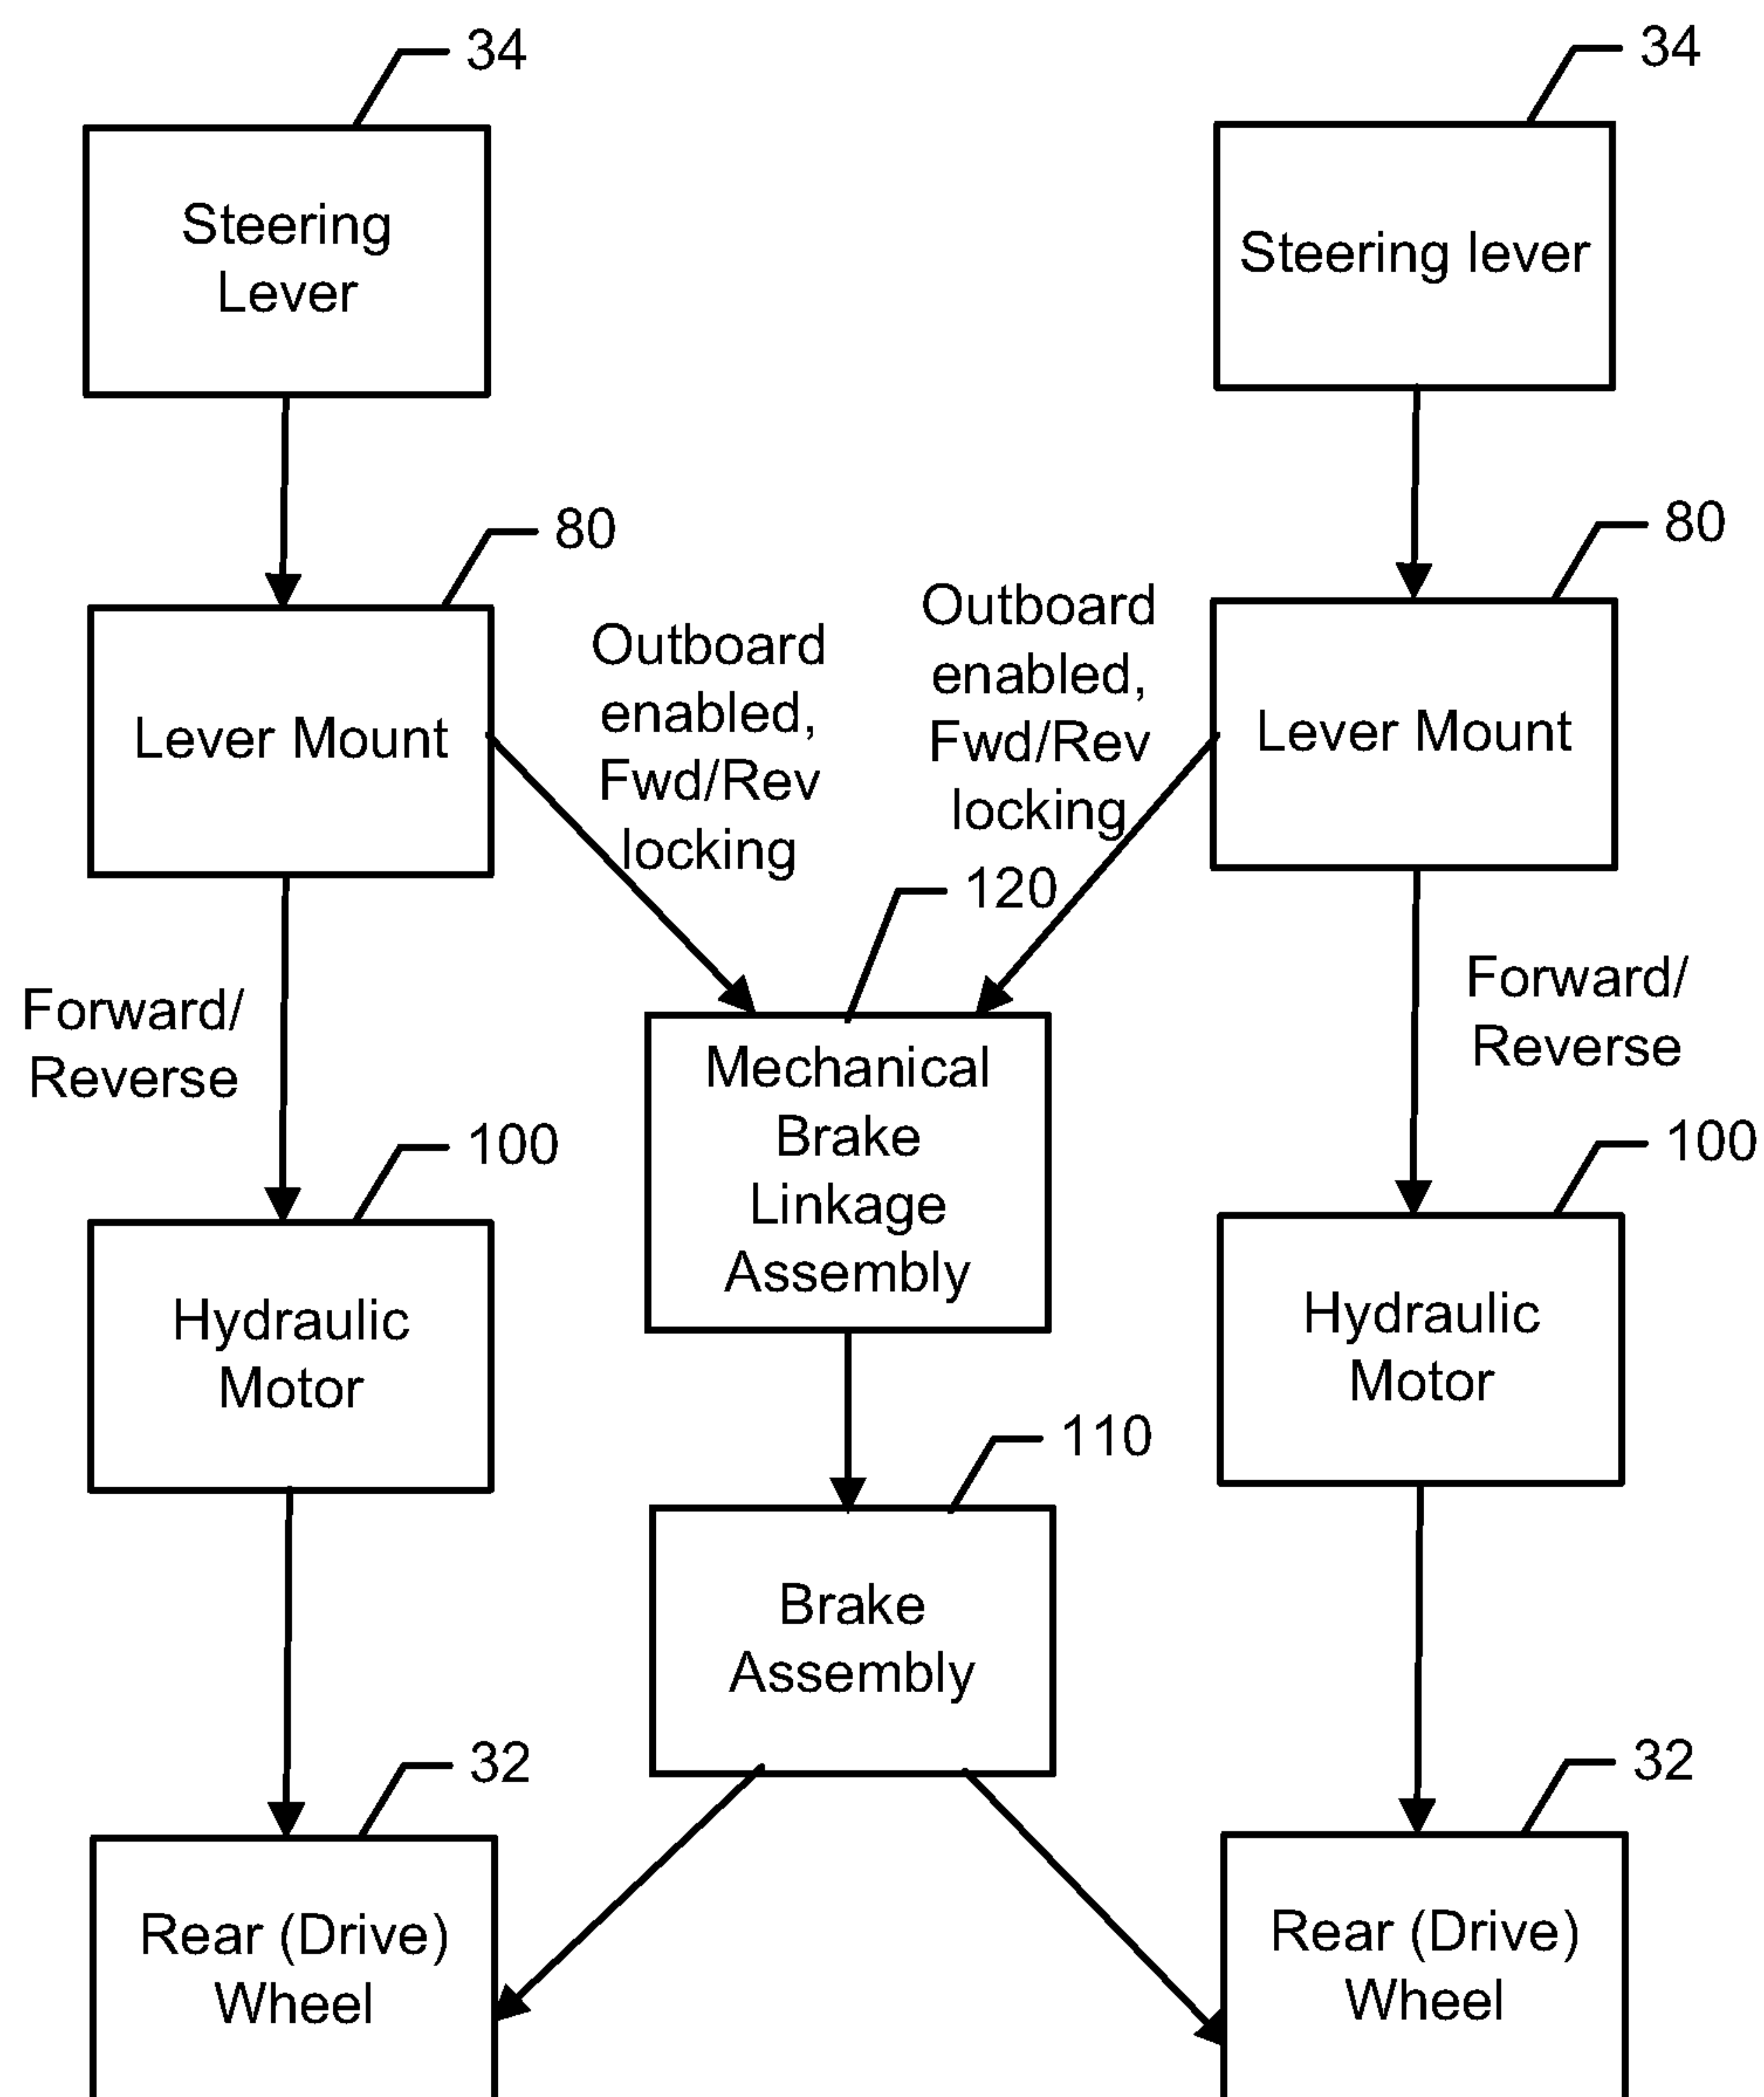 34
34
Steering
Lever
Steering lever
80
80
Outboard
enabled,
Fwd/Rev
locking
Outboard
enabled,
Fwd/Rev
locking
Lever Mount
Lever Mount
120
Forward/
Reverse
Forward/
Reverse
Mechanical
Brake
Linkage
Assembly
100
100
Hydraulic
Motor
Hydraulic
Motor
110
Brake
Assembly
32
32
Rear (Drive)
Wheel
Rear (Drive)
Wheel